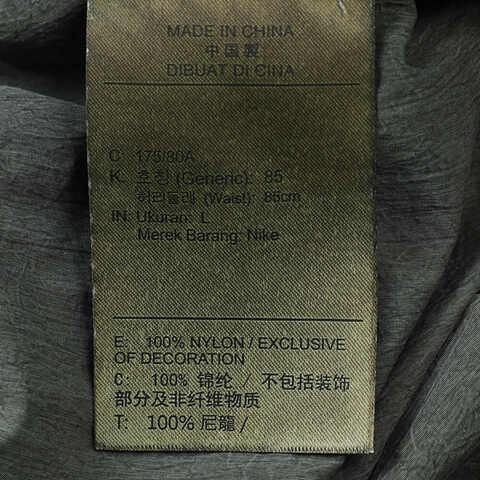 MADE IN CHINA
中国製
DIBUAT DI CINA
C: 175/80A
K: 호칭 (Generic): 85
허리둘레 (Waist): 85cm
IN: Ukuran: L
Merek Barang: Nike
E: 100% NYLON / EXCLUSIVE
OF DECORATION
C: 100% 锦纶 / 不包括装饰
部分及非纤维物质
T: 100% 尼龍 /